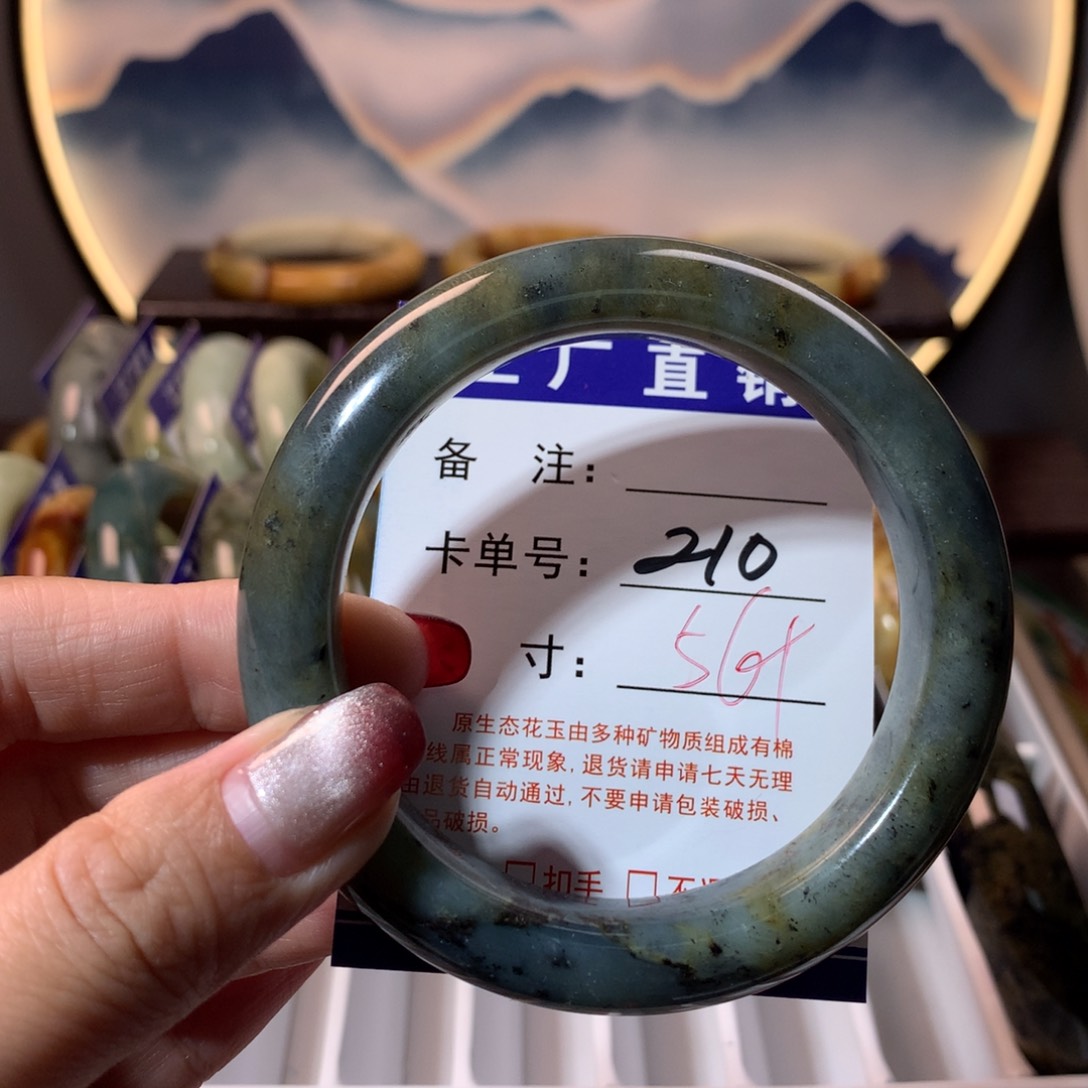 厂直销
备 注：
卡单号：210
寸：
原生态花玉由多种矿物质组成有棉
线属正常现象，退货请申请七天无理
由退货自动通过，不要申请包装破损、
号破损。
□扣手 □不